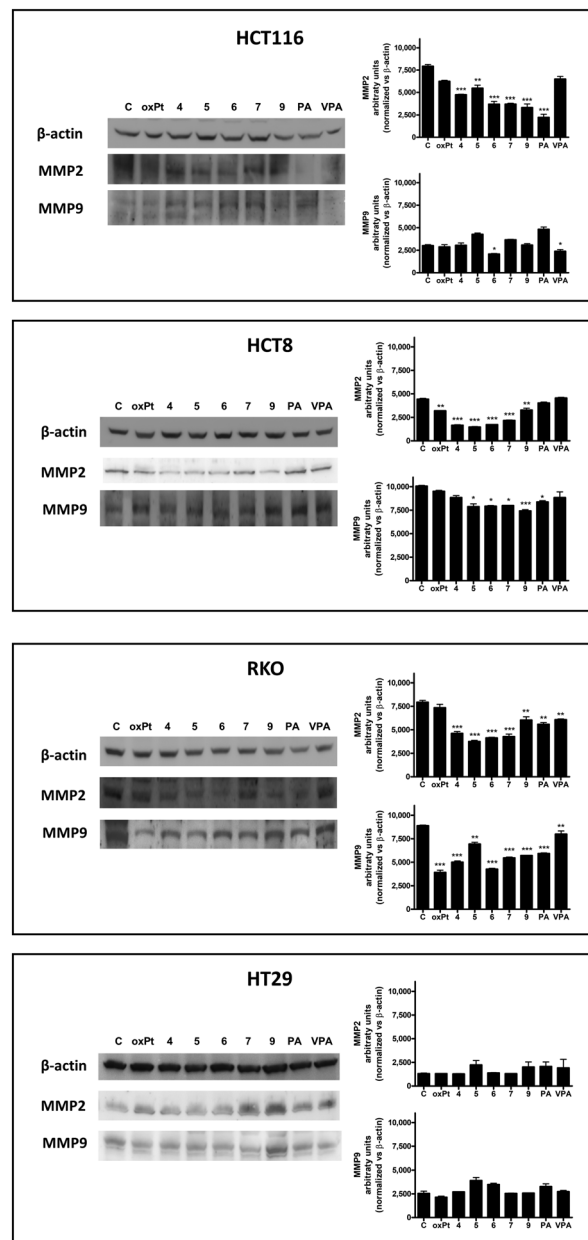 HCT116
C oxPt 4 5 6 7 9 PA VPA
β-actin
MMP2
MMP9
MMP2
arbitraty units
(normalized vs β-actin)
10,000
7,500
5,000
2,500
0
*** ** *** *** *** ***
C oxPt 4 5 6 7 9 PA VPA
MMP9
arbitraty units
(normalized vs β-actin)
10,000
7,500
5,000
2,500
0
* *
C oxPt 4 5 6 7 9 PA VPA
HCT8
C oxPt 4 5 6 7 9 PA VPA
β-actin
MMP2
MMP9
MMP2
arbitraty units
(normalized vs β-actin)
10,000
7,500
5,000
2,500
0
** *** *** *** *** **
C oxPt 4 5 6 7 9 PA VPA
MMP9
arbitraty units
(normalized vs β-actin)
10,000
7,500
5,000
2,500
0
* * * *** *
C oxPt 4 5 6 7 9 PA VPA
RKO
C oxPt 4 5 6 7 9 PA VPA
β-actin
MMP2
MMP9
MMP2
arbitraty units
(normalized vs β-actin)
10,000
7,500
5,000
2,500
0
*** *** *** *** ** ** **
C oxPt 4 5 6 7 9 PA VPA
MMP9
arbitraty units
(normalized vs β-actin)
10,000
7,500
5,000
2,500
0
*** *** ** *** *** *** *** **
C oxPt 4 5 6 7 9 PA VPA
HT29
C oxPt 4 5 6 7 9 PA VPA
β-actin
MMP2
MMP9
MMP2
arbitraty units
(normalized vs β-actin)
10,000
7,500
5,000
2,500
0
C oxPt 4 5 6 7 9 PA VPA
MMP9
arbitraty units
(normalized vs β-actin)
10,000
7,500
5,000
2,500
0
C oxPt 4 5 6 7 9 PA VPA